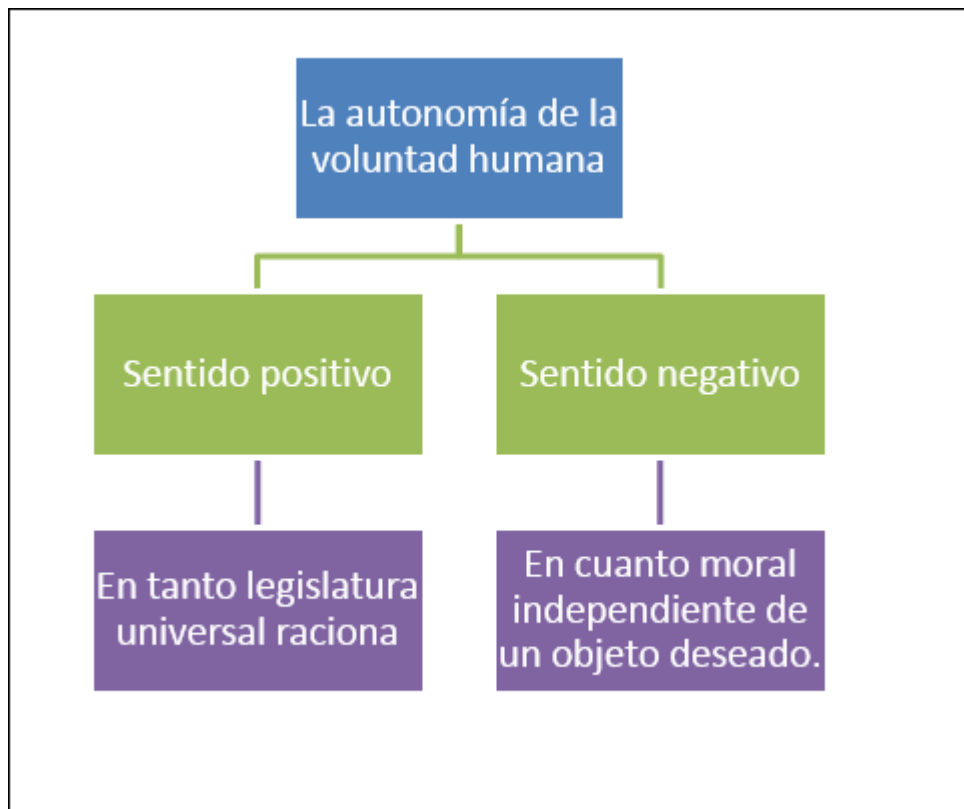 La autonomía de la
voluntad humana
Sentido positivo
Sentido negativo
En tanto legislatura
universal raciona
En cuanto moral
independiente de
un objeto deseado.